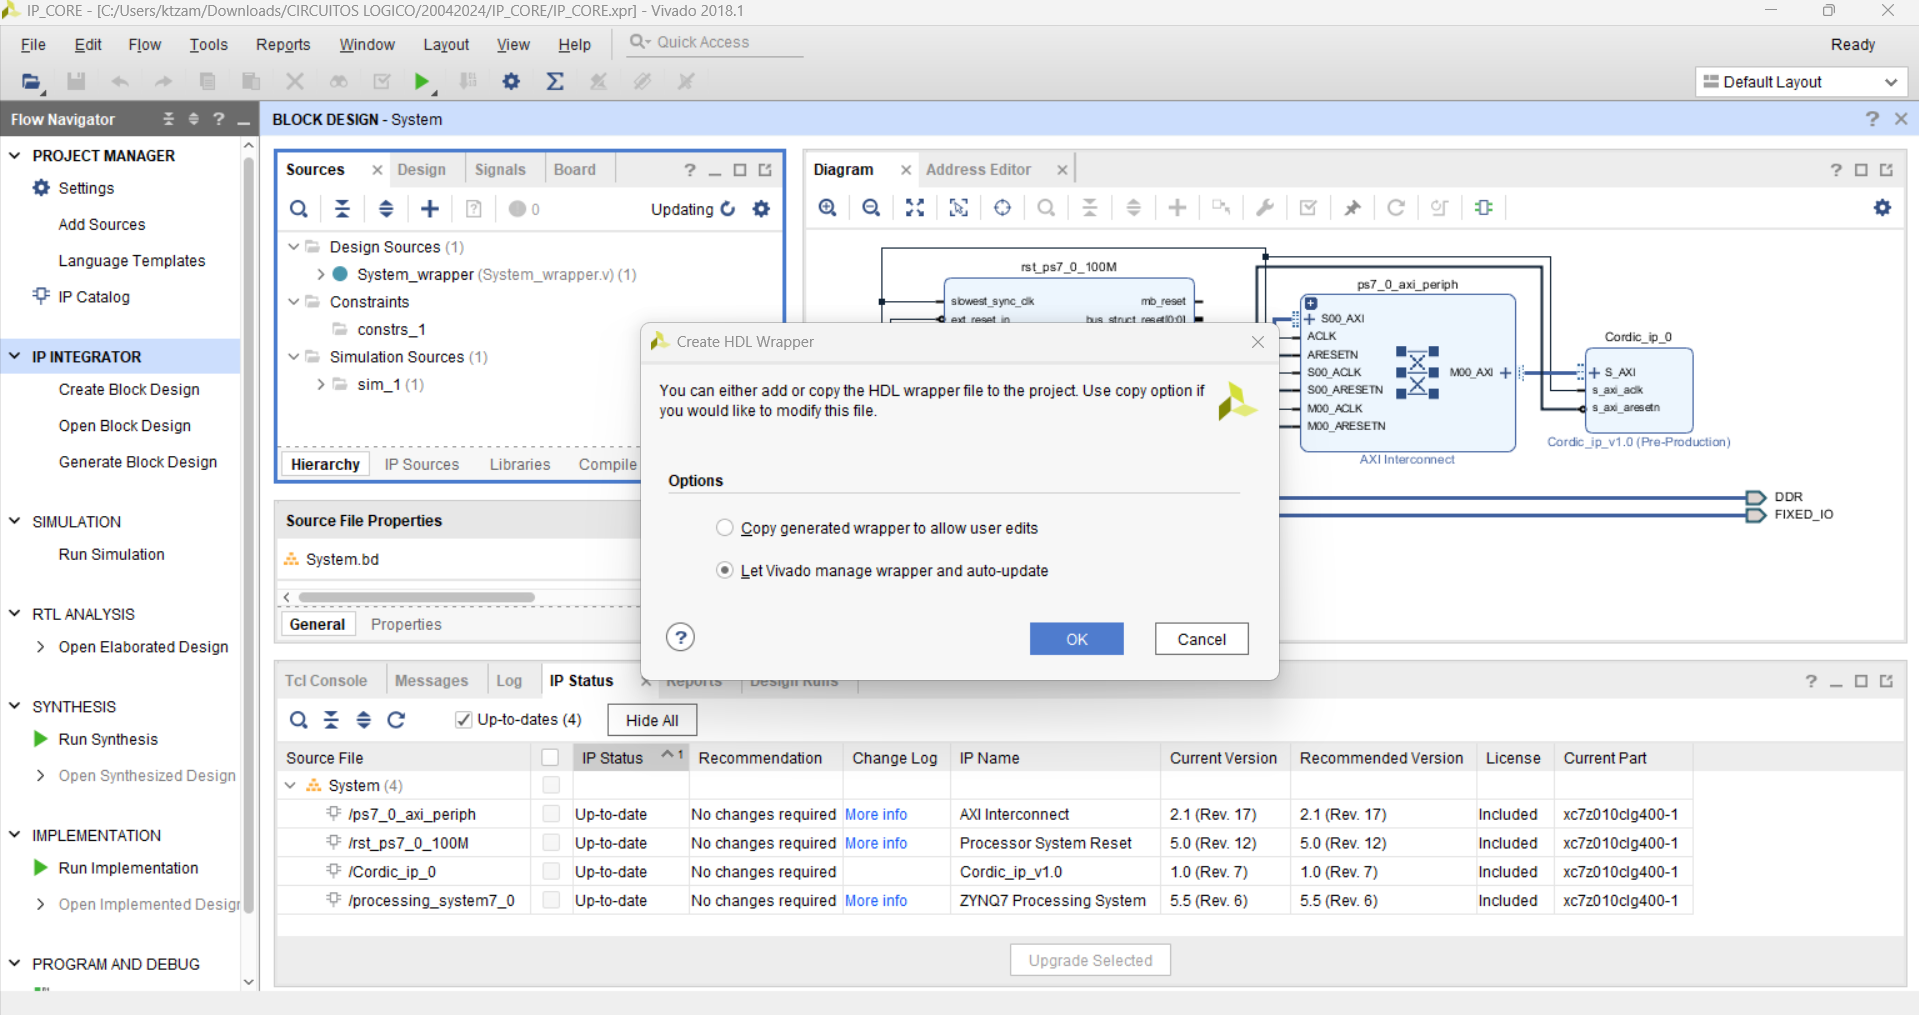 IP_CORE - [C:/Users/ktzam/Downloads/CIRCUITOS LOGICO/20042024/IP_CORE/IP_CORE.xpr] - Vivado 2018.1
File Edit Flow Tools Reports Window Layout View Help Quick Access Ready
Default Layout
Flow Navigator
PROJECT MANAGER
Settings
Add Sources
Language Templates
IP Catalog
IP INTEGRATOR
Create Block Design
Open Block Design
Generate Block Design
SIMULATION
Run Simulation
RTL ANALYSIS
Open Elaborated Design
SYNTHESIS
Run Synthesis
Open Synthesized Design
IMPLEMENTATION
Run Implementation
Open Implemented Desig
PROGRAM AND DEBUG
BLOCK DESIGN - System
Sources Design Signals Board
0 Updating
Design Sources (1)
System_wrapper (System_wrapper.v) (1)
Constraints
constrs_1
Simulation Sources (1)
sim_1 (1)
Hierarchy IP Sources Libraries Compile
Source File Properties
System.bd
General Properties
Diagram Address Editor
rst_ps7_0_100M
slowest_sync_clk mb_reset
ext_reset_in bus_struct_reset[0:0]
ps7_0_axi_periph
S00_AXI
ACLK
ARESETN
S00_ACLK M00_AXI
S00_ARESETN
M00_ACLK
M00_ARESETN
AXI Interconnect
Cordic_ip_0
S_AXI
s_axi_aclk
s_axi_aresetn
Cordic_ip_v1.0 (Pre-Production)
DDR
FIXED_IO
Create HDL Wrapper
You can either add or copy the HDL wrapper file to the project. Use copy option if
you would like to modify this file.
Options
Copy generated wrapper to allow user edits
Let Vivado manage wrapper and auto-update
? OK Cancel
Tcl Console Messages Log IP Status Reports Design Runs
Up-to-dates (4) Hide All
Source File IP Status 1 Recommendation Change Log IP Name Current Version Recommended Version License Current Part
System (4)
/ps7_0_axi_periph Up-to-date No changes required More info AXI Interconnect 2.1 (Rev. 17) 2.1 (Rev. 17) Included xc7z010clg400-1
/rst_ps7_0_100M Up-to-date No changes required More info Processor System Reset 5.0 (Rev. 12) 5.0 (Rev. 12) Included xc7z010clg400-1
/Cordic_ip_0 Up-to-date No changes required Cordic_ip_v1.0 1.0 (Rev. 7) 1.0 (Rev. 7) Included xc7z010clg400-1
/processing_system7_0 Up-to-date No changes required More info ZYNQ7 Processing System 5.5 (Rev. 6) 5.5 (Rev. 6) Included xc7z010clg400-1
Upgrade Selected